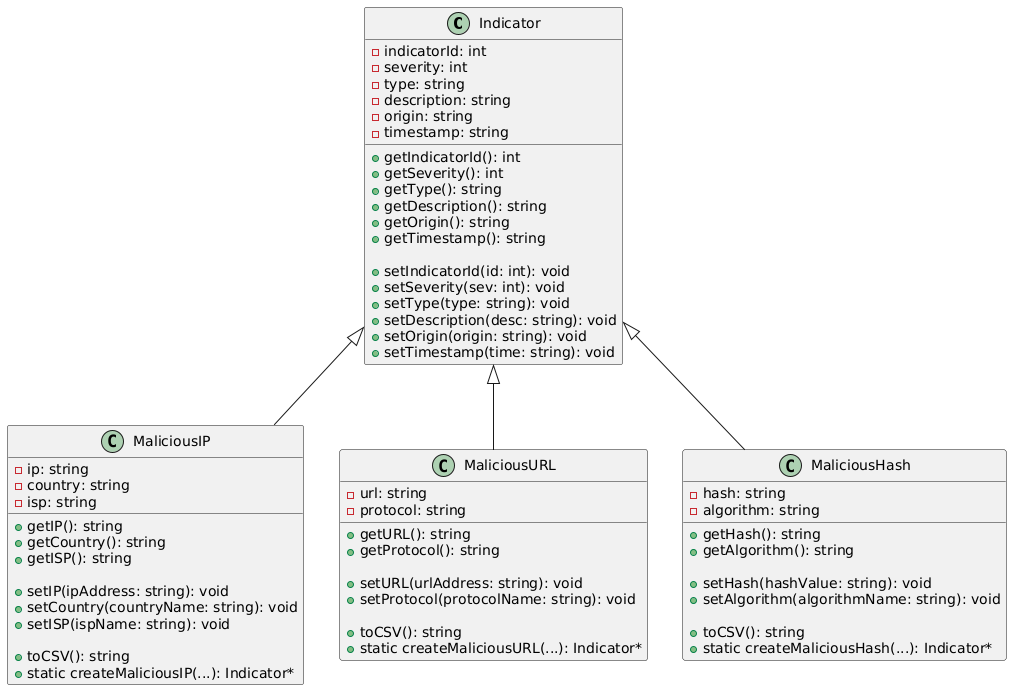 C Indicator
indicatorId: int
severity: int
type: string
description: string
origin: string
timestamp: string
getIndicatorId(): int
getSeverity(): int
getType(): string
getDescription(): string
getOrigin(): string
getTimestamp(): string
setIndicatorId(id: int): void
setSeverity(sev: int): void
setType(type: string): void
setDescription(desc: string): void
setOrigin(origin: string): void
setTimestamp(time: string): void
C MaliciousIP
ip: string
country: string
isp: string
getIP(): string
getCountry(): string
getISP(): string
setIP(ipAddress: string): void
setCountry(countryName: string): void
setISP(ispName: string): void
toCSV(): string
static createMaliciousIP(...): Indicator*
C MaliciousURL
url: string
protocol: string
getURL(): string
getProtocol(): string
setURL(urlAddress: string): void
setProtocol(protocolName: string): void
toCSV(): string
static createMaliciousURL(...): Indicator*
C MaliciousHash
hash: string
algorithm: string
getHash(): string
getAlgorithm(): string
setHash(hashValue: string): void
setAlgorithm(algorithmName: string): void
toCSV(): string
static createMaliciousHash(...): Indicator*